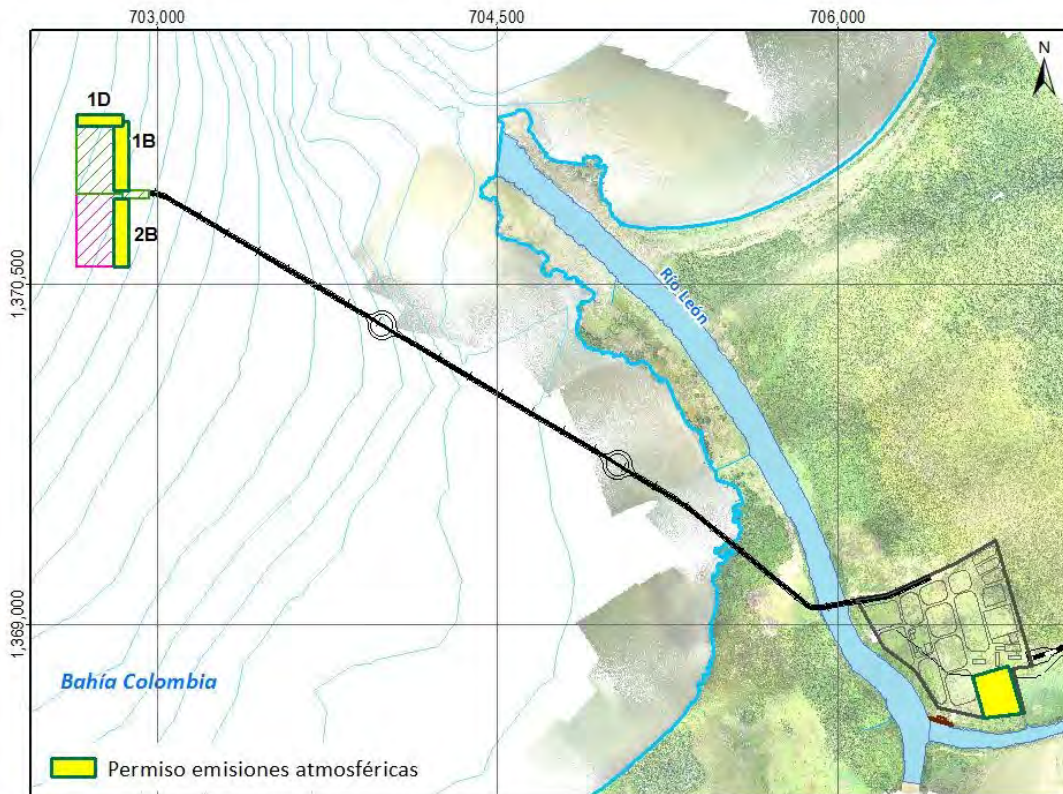 703,000
704,500
706,000
N
1D
1B
2B
1,370,500
Río León
1,369,000
Bahía Colombia
Permiso emisiones atmosféricas